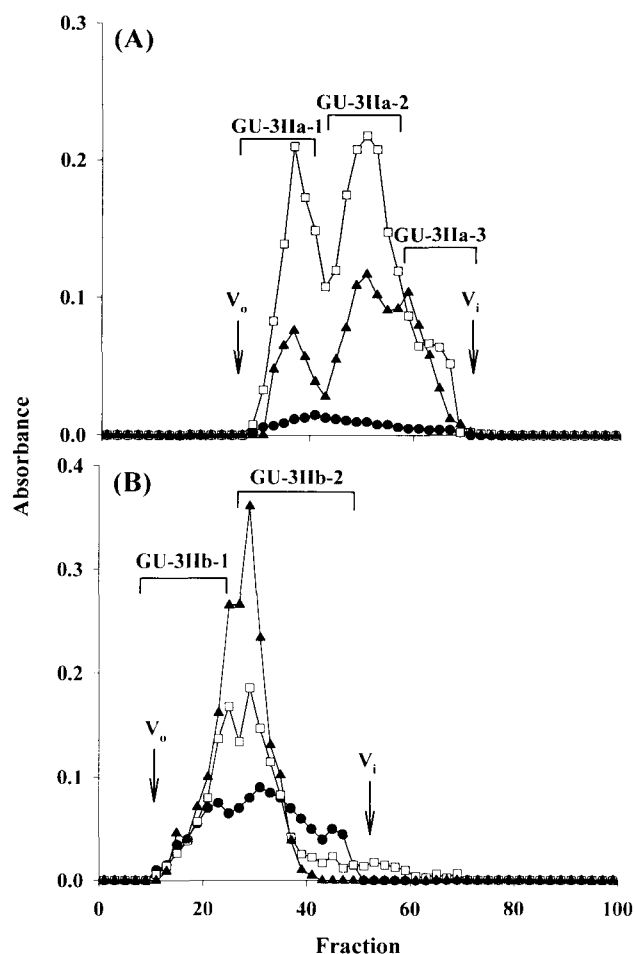 (A)
GU-3IIa-1
GU-3IIa-2
GU-3IIa-3
Vo
Vi
0.3
0.2
0.1
0.0
Absorbance
(B)
GU-3IIb-1
GU-3IIb-2
Vo
Vi
0.4
0.3
0.2
0.1
0.0
0 20 40 60 80 100
Fraction